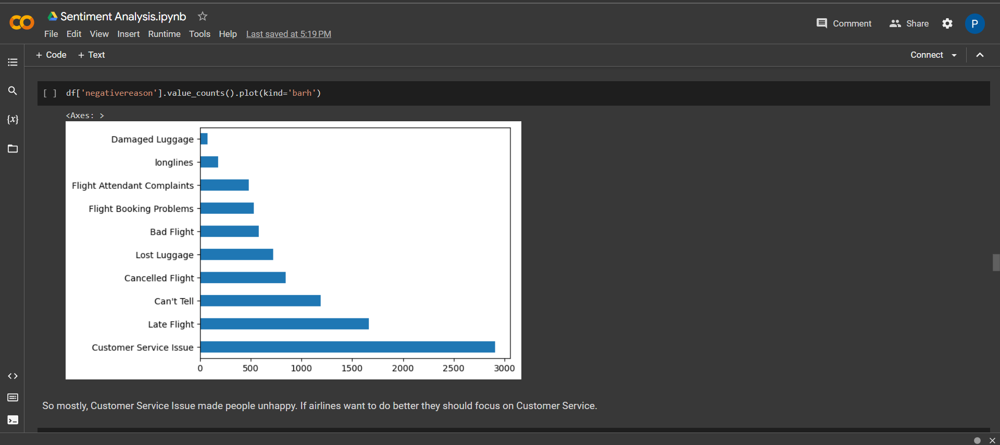 Sentiment Analysis.ipynb
Comment Share P
File Edit View Insert Runtime Tools Help Last saved at 5:19 PM
+ Code + Text
Connect
{x}
[ ] df['negativereason'].value_counts().plot(kind='barh')
<Axes: >
Damaged Luggage
longlines
Flight Attendant Complaints
Flight Booking Problems
Bad Flight
Lost Luggage
Cancelled Flight
Can't Tell
Late Flight
Customer Service Issue
0 500 1000 1500 2000 2500 3000
So mostly, Customer Service Issue made people unhappy. If airlines want to do better they should focus on Customer Service.